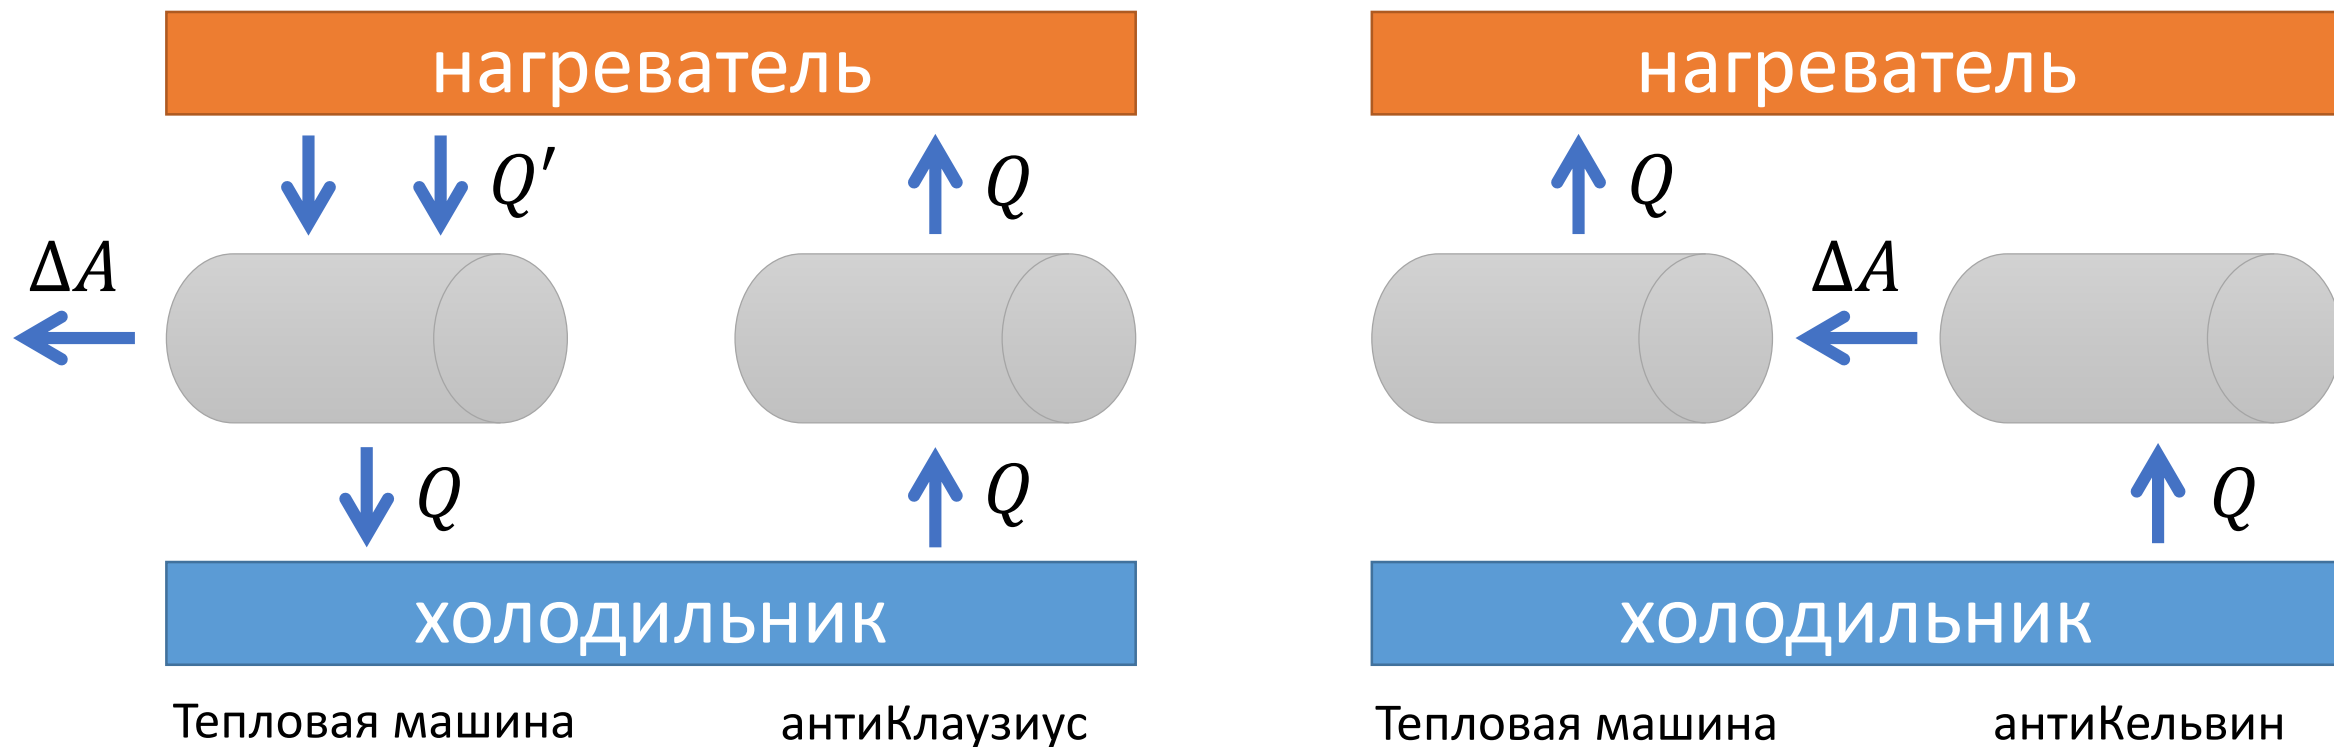 нагреватель
Q′
Q
ΔA
Q
Q
холодильник
Тепловая машина
антиКлаузиус
нагреватель
Q
ΔA
Q
холодильник
Тепловая машина
антиКельвин